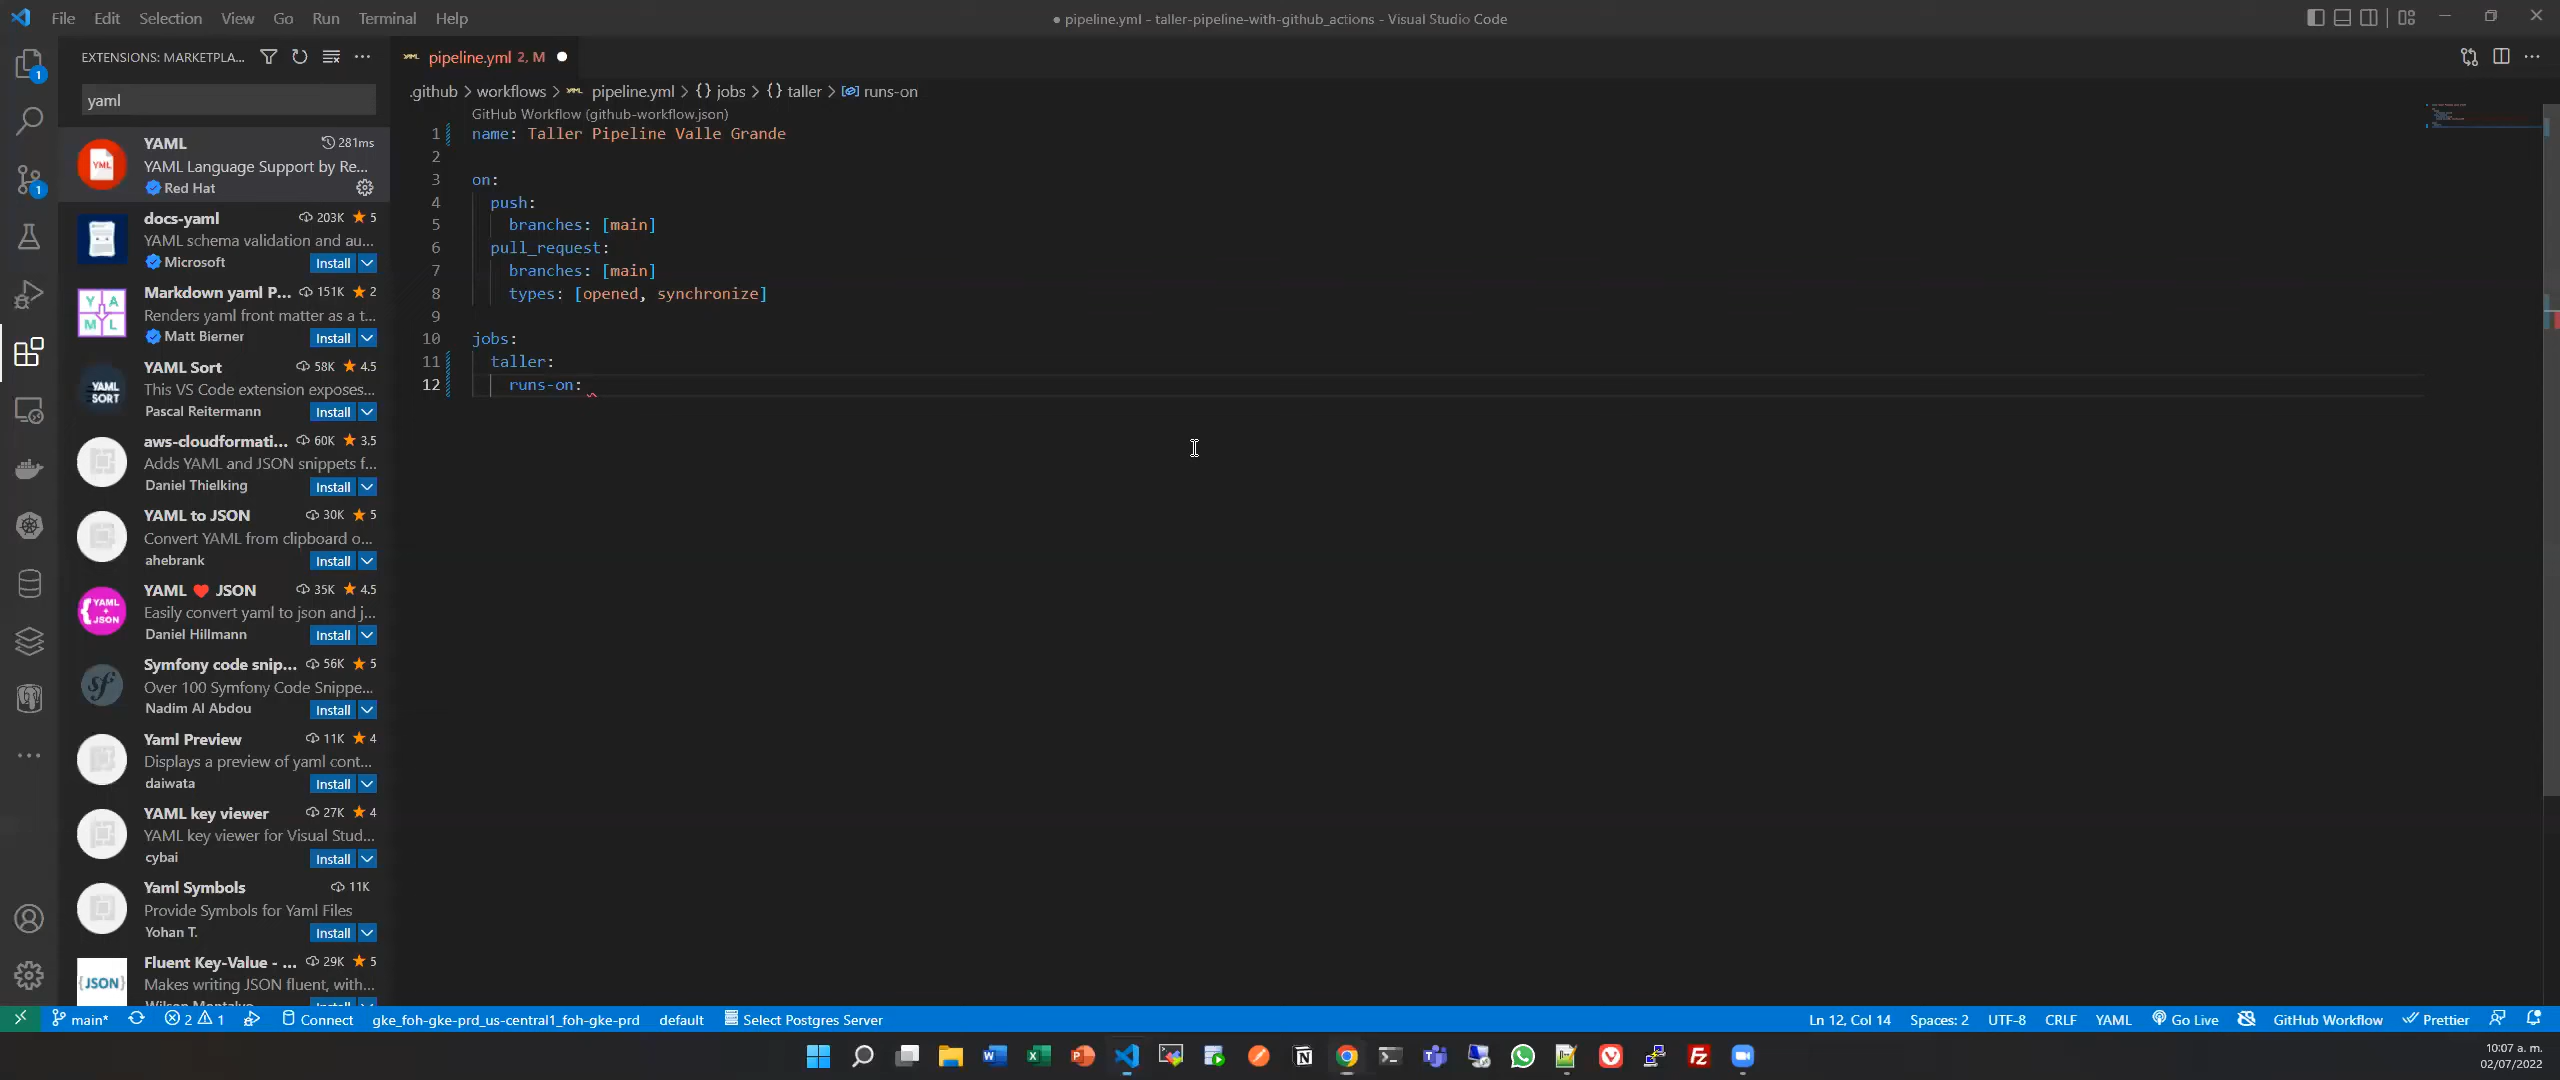 File Edit Selection View Go Run Terminal Help
● pipeline.yml - taller-pipeline-with-github_actions - Visual Studio Code
EXTENSIONS: MARKETPLA...
pipeline.yml 2, M
yaml
.github > workflows > pipeline.yml > {} jobs > {} taller > runs-on
GitHub Workflow (github-workflow.json)
1 name: Taller Pipeline Valle Grande
2
3 on:
4 push:
5 branches: [main]
6 pull_request:
7 branches: [main]
8 types: [opened, synchronize]
9
10 jobs:
11 taller:
12 runs-on:
1
1
YAML 281ms
YAML Language Support by Re...
Red Hat
docs-yaml 203K ★ 5
YAML schema validation and au...
Microsoft Install
Markdown yaml P... 151K ★ 2
Renders yaml front matter as a t...
Matt Bierner Install
YAML Sort 58K ★ 4.5
This VS Code extension exposes...
Pascal Reitermann Install
aws-cloudformati... 60K ★ 3.5
Adds YAML and JSON snippets f...
Daniel Thielking Install
YAML to JSON 30K ★ 5
Convert YAML from clipboard o...
ahebrank Install
YAML ❤ JSON 35K ★ 4.5
Easily convert yaml to json and j...
Daniel Hillmann Install
Symfony code snip... 56K ★ 5
Over 100 Symfony Code Snippe...
Nadim Al Abdou Install
Yaml Preview 11K ★ 4
Displays a preview of yaml cont...
daiwata Install
YAML key viewer 27K ★ 4
YAML key viewer for Visual Stud...
cybai Install
Yaml Symbols 11K
Provide Symbols for Yaml Files
Yohan T. Install
Fluent Key-Value - ... 29K ★ 5
Makes writing JSON fluent, with...
main* 2 1 Connect gke_foh-gke-prd_us-central1_foh-gke-prd default Select Postgres Server
Ln 12, Col 14 Spaces: 2 UTF-8 CRLF YAML Go Live GitHub Workflow Prettier
10:07 a. m.
02/07/2022